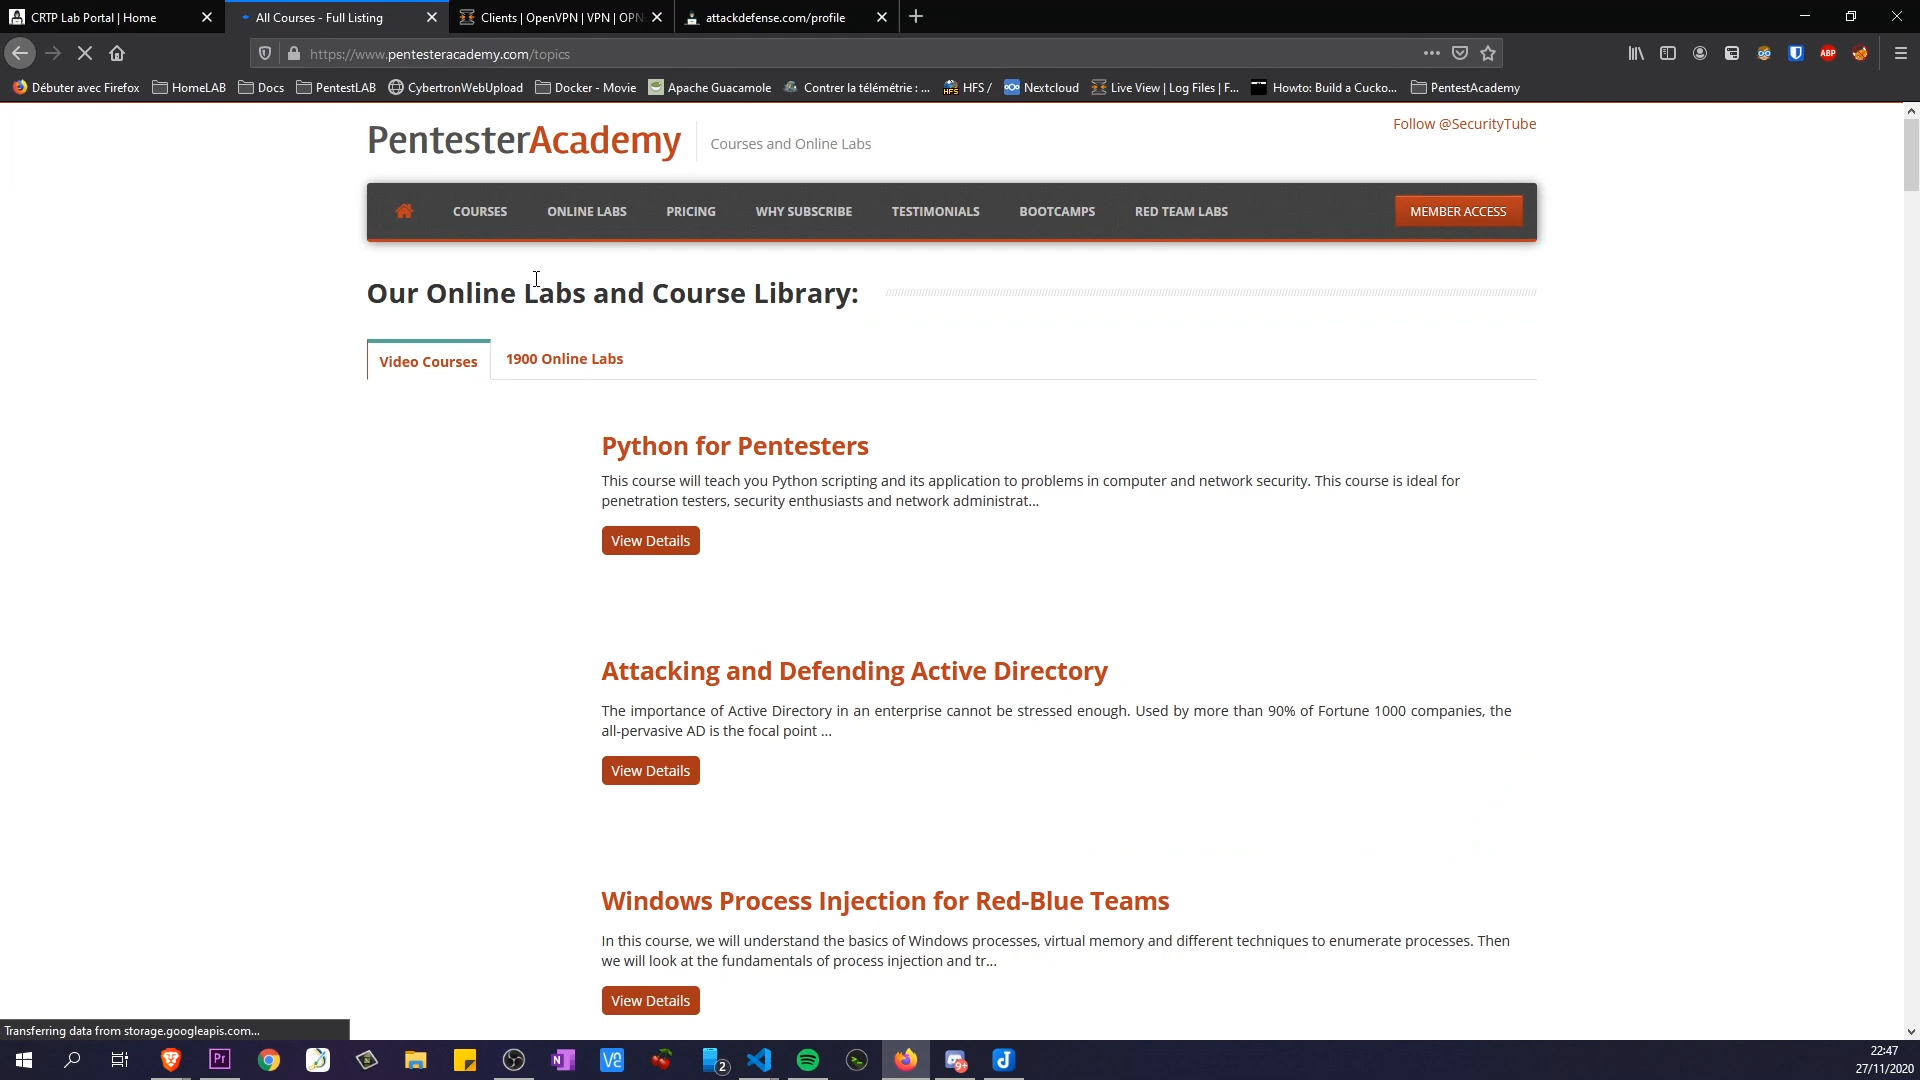 CRTP Lab Portal | Home
All Courses - Full Listing
Clients | OpenVPN | VPN | OPN
attackdefense.com/profile
https://www.pentesteracademy.com/topics
ABP
Débuter avec Firefox
HomeLAB
Docs
PentestLAB
CybertronWebUpload
Docker - Movie
Apache Guacamole
Contrer la télémétrie : ...
HFS /
Nextcloud
Live View | Log Files | F...
Howto: Build a Cucko...
PentestAcademy
PentesterAcademy
Courses and Online Labs
Follow @SecurityTube
COURSES
ONLINE LABS
PRICING
WHY SUBSCRIBE
TESTIMONIALS
BOOTCAMPS
RED TEAM LABS
MEMBER ACCESS
Our Online Labs and Course Library:
Video Courses
1900 Online Labs
Python for Pentesters
This course will teach you Python scripting and its application to problems in computer and network security. This course is ideal for
penetration testers, security enthusiasts and network administrat...
View Details
Attacking and Defending Active Directory
The importance of Active Directory in an enterprise cannot be stressed enough. Used by more than 90% of Fortune 1000 companies, the
all-pervasive AD is the focal point ...
View Details
Windows Process Injection for Red-Blue Teams
In this course, we will understand the basics of Windows processes, virtual memory and different techniques to enumerate processes. Then
we will look at the fundamentals of process injection and tr...
View Details
Transferring data from storage.googleapis.com...
Pr
N
2
9+
22:47
27/11/2020